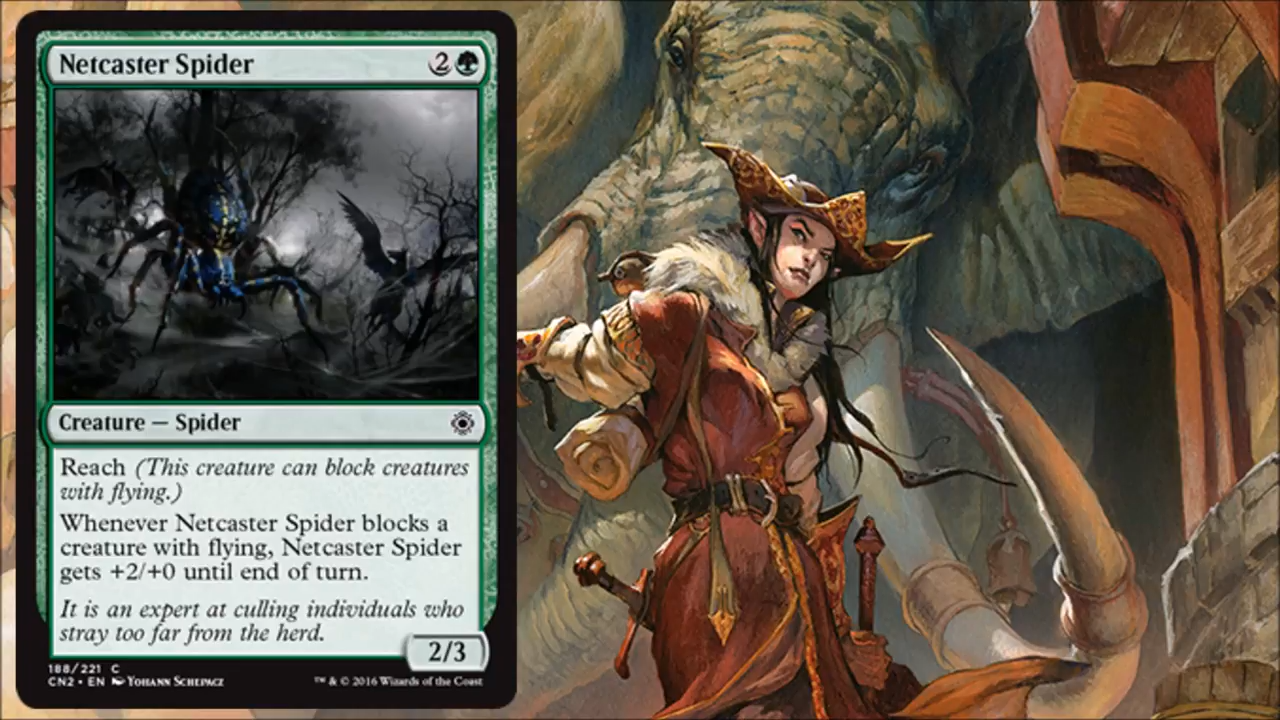 Netcaster Spider 2
Creature — Spider
Reach (This creature can block creatures
with flying.)
Whenever Netcaster Spider blocks a
creature with flying, Netcaster Spider
gets +2/+0 until end of turn.
It is an expert at culling individuals who
stray too far from the herd.
2/3
188/221 C
CN2 • EN Yohann Schepacz
™ & © 2016 Wizards of the Coast